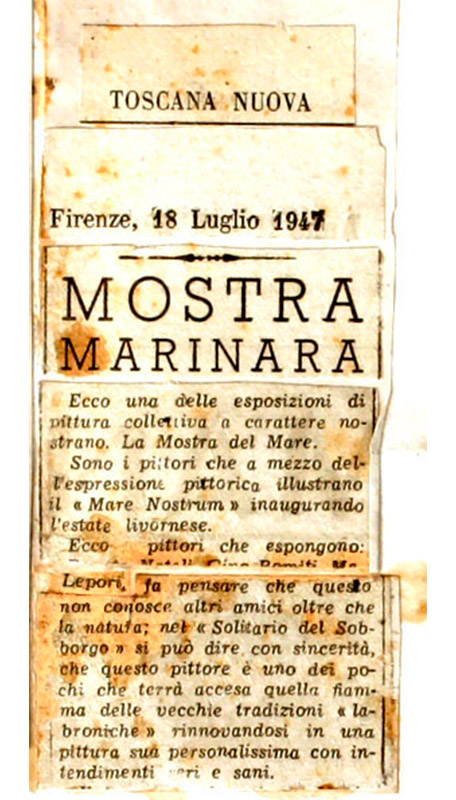 TOSCANA NUOVA
Firenze, 18 Luglio 1947
MOSTRA
MARINARA
Ecco una delle esposizioni di
pittura collettiva a carattere no-
strano. La Mostra del Mare.
Sono i pittori che a mezzo del-
l'espressione pittorica illustrano
il « Mare Nostrum » inaugurando
l'estate livornese.
Ecco pittori che espongono:
Natali Gino Romiti
Lepori, fa pensare che questo
non conosce altri amici oltre che
la natura; nel « Solitario del Sob-
borgo » si può dire con sincerità,
che questo pittore è uno dei po-
chi che terrà accesa quella fiam-
ma delle vecchie tradizioni « la-
broniche » rinnovandosi in una
pittura sua personalissima con in-
tendimenti e sani.